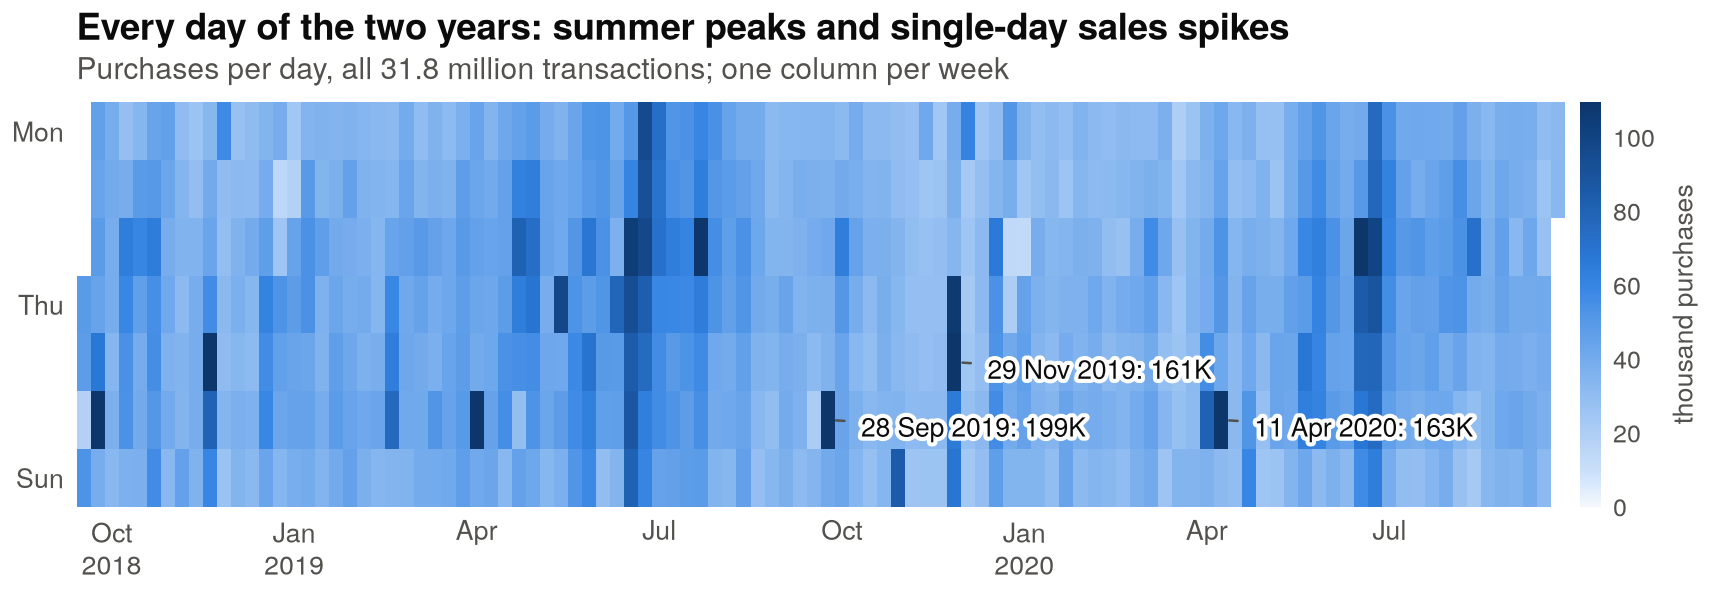 Every day of the two years: summer peaks and single-day sales spikes
Purchases per day, all 31.8 million transactions; one column per week
Mon
Thu
Sun
29 Nov 2019: 161K
28 Sep 2019: 199K
11 Apr 2020: 163K
Oct
2018
Jan
2019
Apr
Jul
Oct
Jan
2020
Apr
Jul
100
80
60
40
20
0
thousand purchases